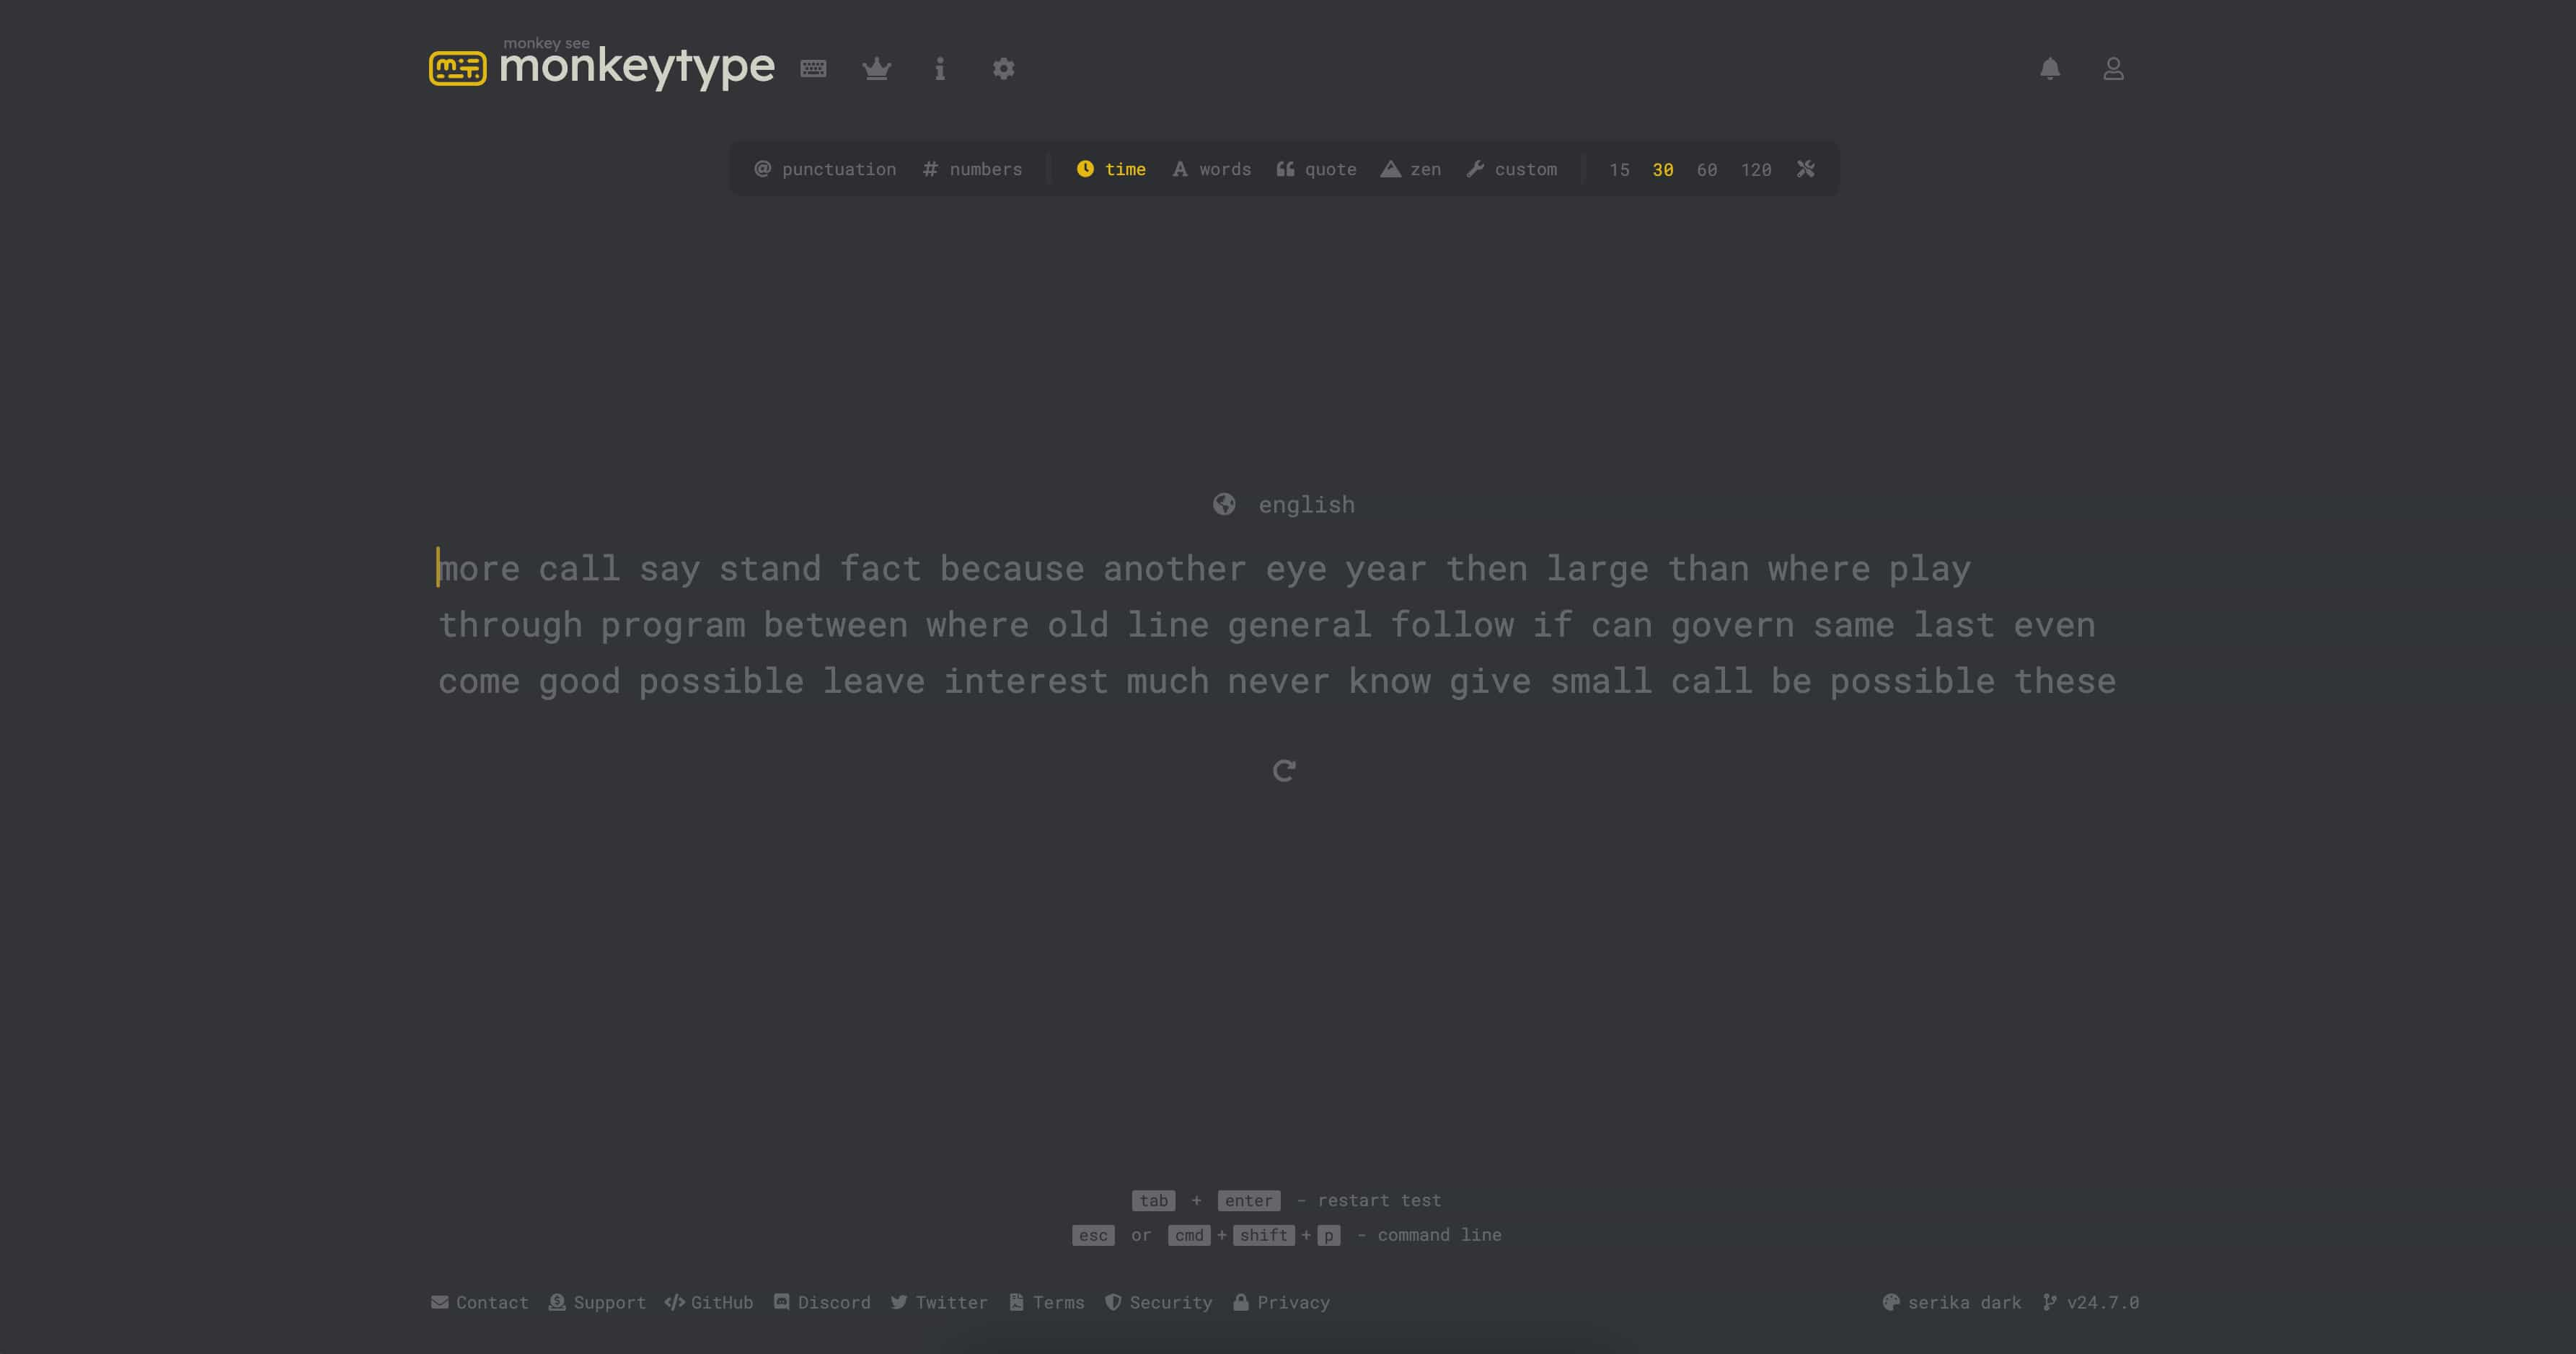 monkey see
monkeytype
@ punctuation # numbers time A words quote zen custom 15 30 60 120
english
more call say stand fact because another eye year then large than where play
through program between where old line general follow if can govern same last even
come good possible leave interest much never know give small call be possible these
tab + enter - restart test
esc or cmd + shift + p - command line
Contact Support </> GitHub Discord Twitter Terms Security Privacy serika dark v24.7.0